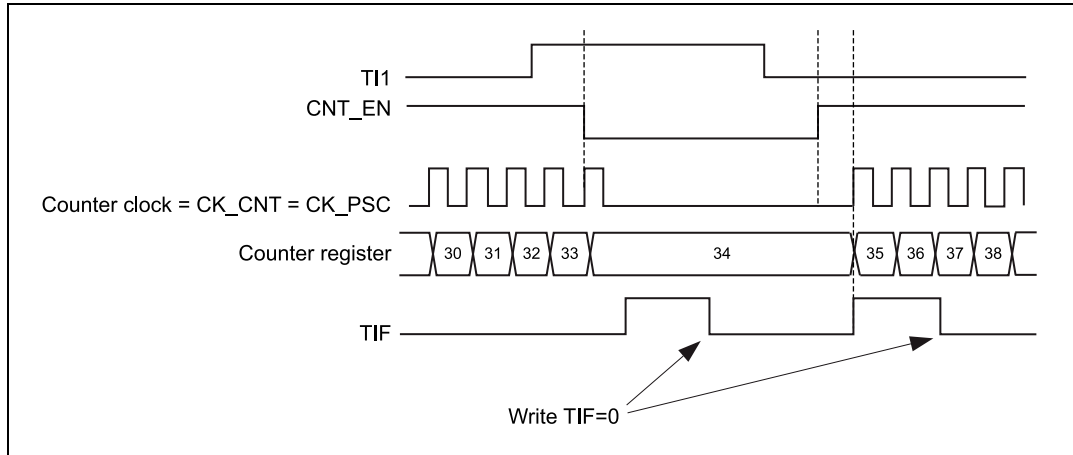 TI1
CNT_EN
Counter clock = CK_CNT = CK_PSC
Counter register 30 31 32 33 34 35 36 37 38
TIF
Write TIF=0